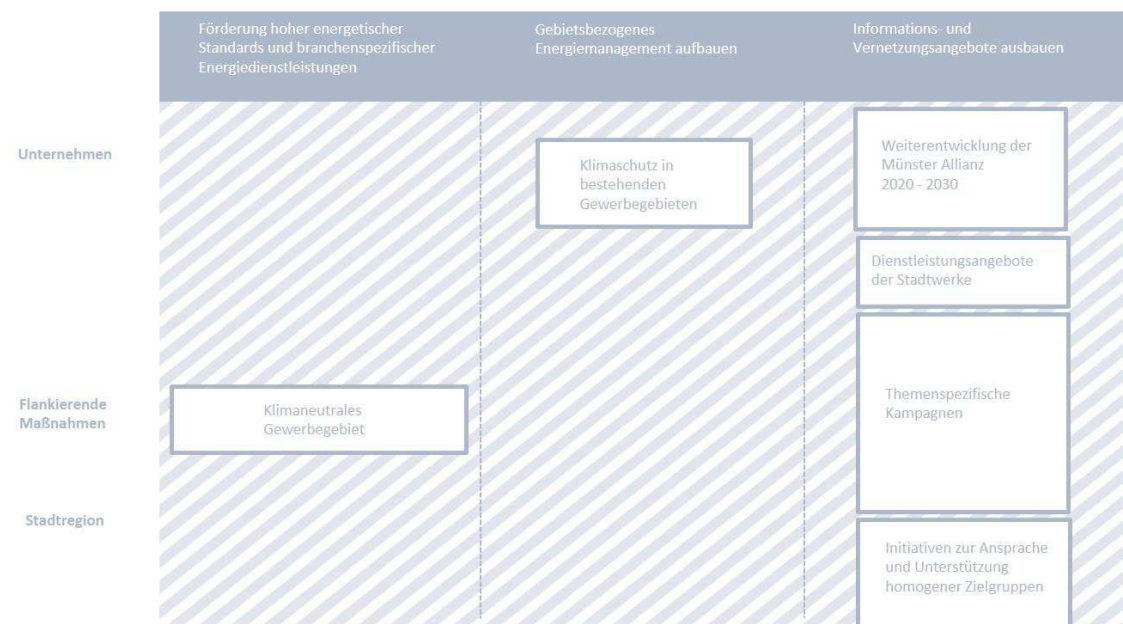 Förderung hoher energetischer
Standards und branchenspezifischer
Energiedienstleistungen
Gebietsbezogenes
Energiemanagement aufbauen
Informations- und
Vernetzungsangebote ausbauen
Unternehmen
Klimaschutz in
bestehenden
Gewerbegebieten
Weiterentwicklung der
Münster Allianz
2020 - 2030
Dienstleistungsangebote
der Stadtwerke
Flankierende
Maßnahmen
Klimaneutrales
Gewerbegebiet
Themenspezifische
Kampagnen
Stadtregion
Initiativen zur Ansprache
und Unterstützung
homogener Zielgruppen